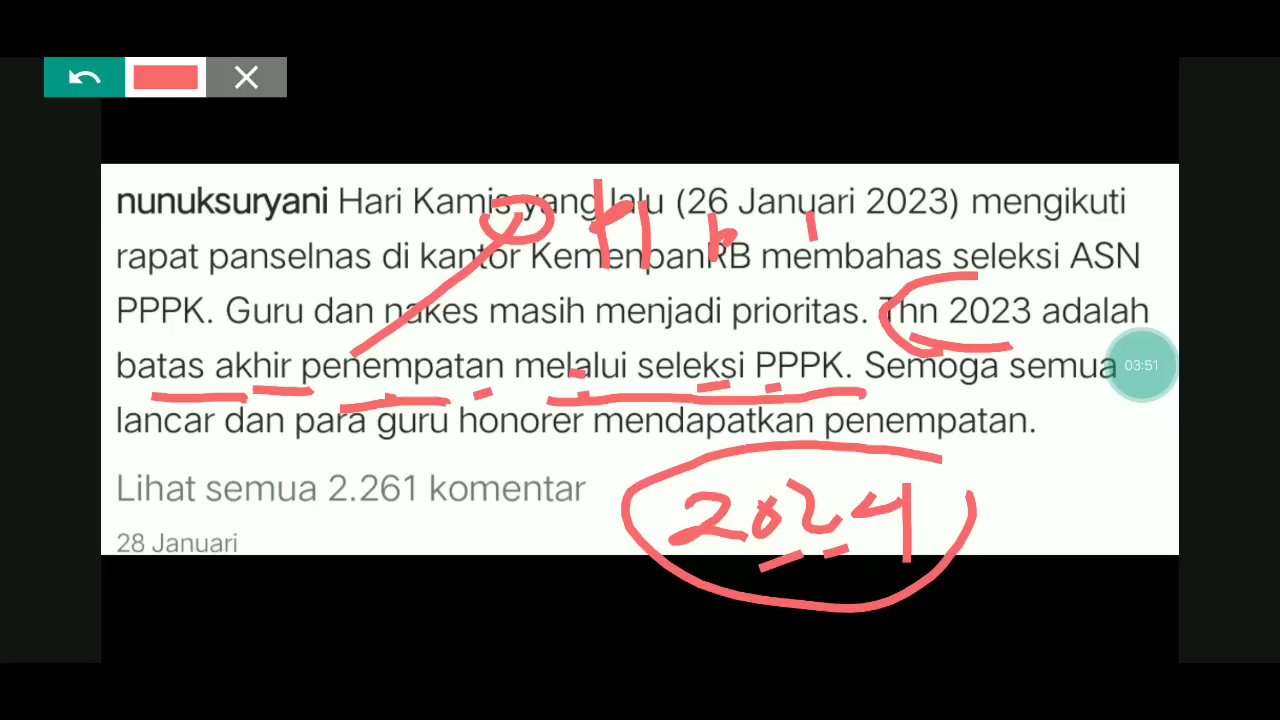 nunuksuryani Hari Kamis yang lalu (26 Januari 2023) mengikuti
rapat panselnas di kantor KemenpanRB membahas seleksi ASN
PPPK. Guru dan nakes masih menjadi prioritas. Thn 2023 adalah
batas akhir penempatan melalui seleksi PPPK. Semoga semua
03:51
lancar dan para guru honorer mendapatkan penempatan.
Lihat semua 2.261 komentar
2024
28 Januari